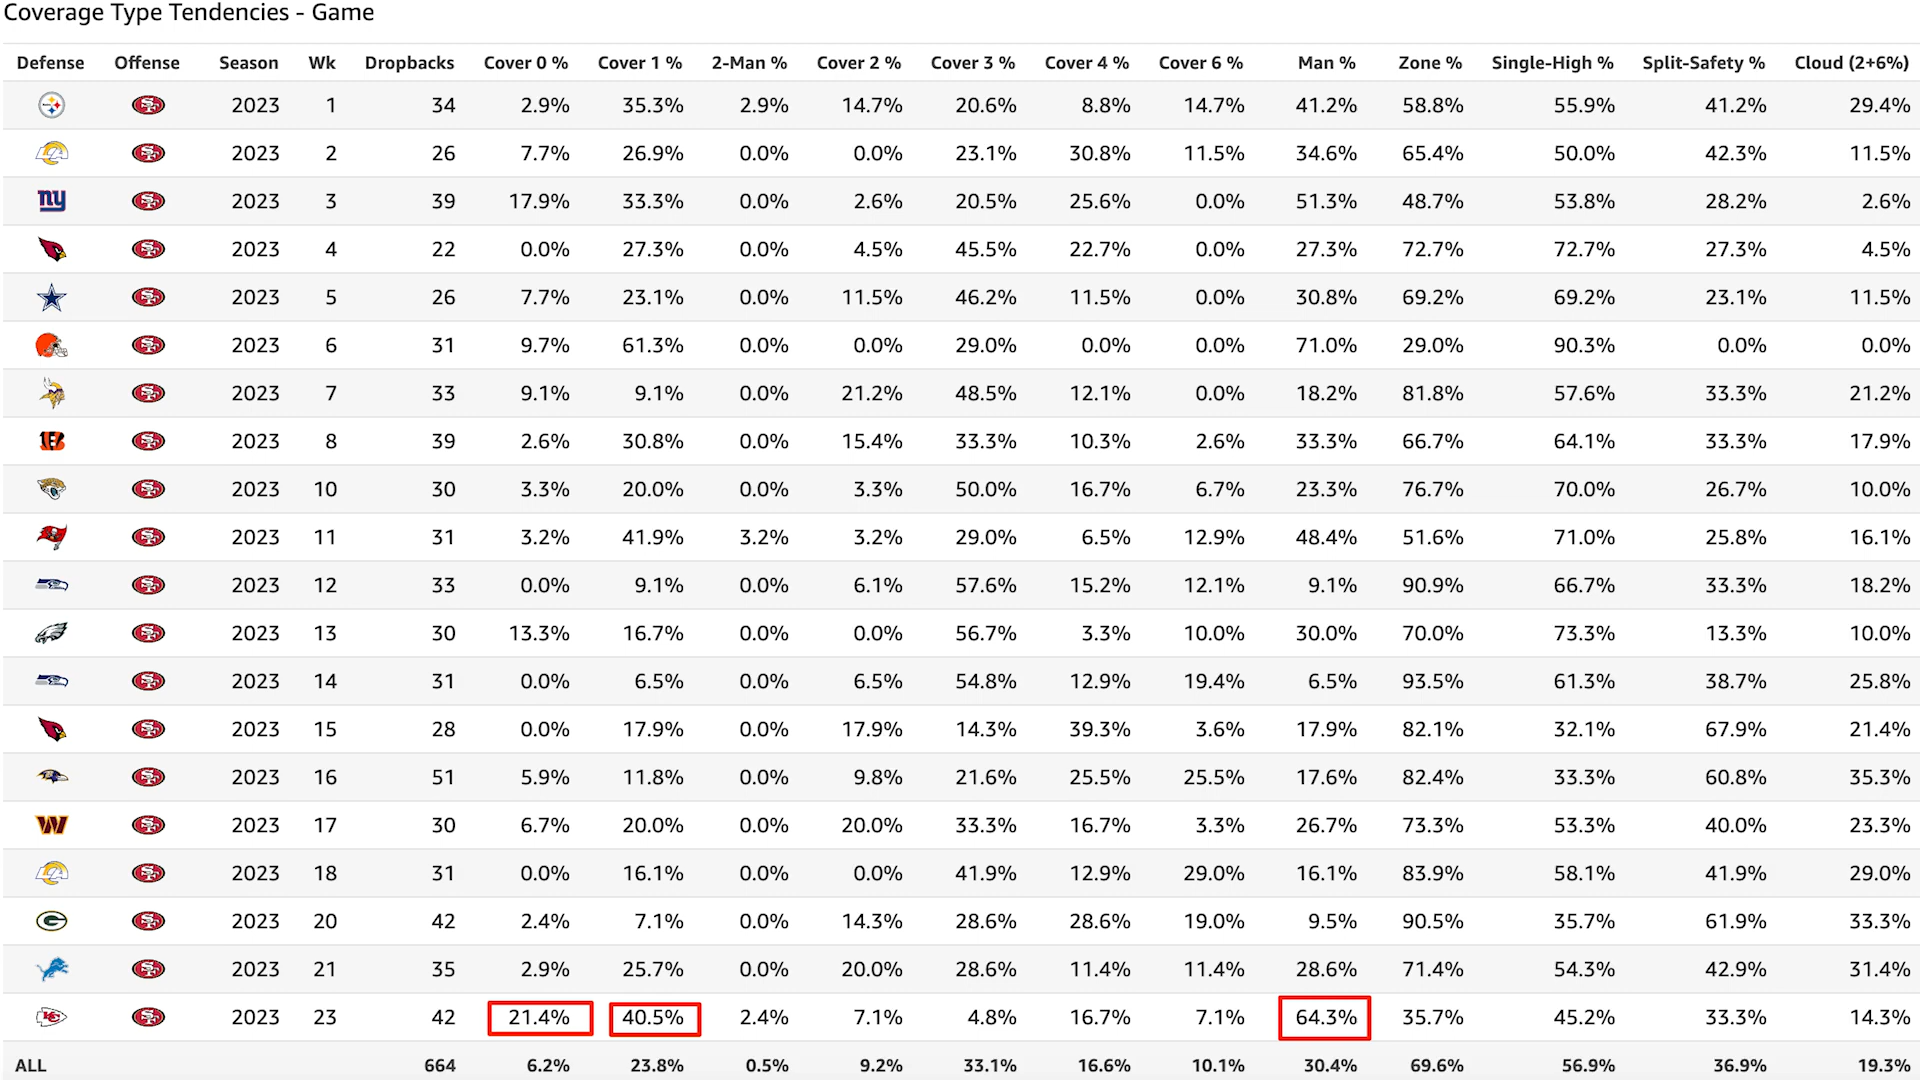 Coverage Type Tendencies - Game
Defense Offense Season Wk Dropbacks Cover 0 % Cover 1 % 2-Man % Cover 2 % Cover 3 % Cover 4 % Cover 6 % Man % Zone % Single-High % Split-Safety % Cloud (2+6%)
2023 1 34 2.9% 35.3% 2.9% 14.7% 20.6% 8.8% 14.7% 41.2% 58.8% 55.9% 41.2% 29.4%
2023 2 26 7.7% 26.9% 0.0% 0.0% 23.1% 30.8% 11.5% 34.6% 65.4% 50.0% 42.3% 11.5%
ny 2023 3 39 17.9% 33.3% 0.0% 2.6% 20.5% 25.6% 0.0% 51.3% 48.7% 53.8% 28.2% 2.6%
2023 4 22 0.0% 27.3% 0.0% 4.5% 45.5% 22.7% 0.0% 27.3% 72.7% 72.7% 27.3% 4.5%
2023 5 26 7.7% 23.1% 0.0% 11.5% 46.2% 11.5% 0.0% 30.8% 69.2% 69.2% 23.1% 11.5%
2023 6 31 9.7% 61.3% 0.0% 0.0% 29.0% 0.0% 0.0% 71.0% 29.0% 90.3% 0.0% 0.0%
2023 7 33 9.1% 9.1% 0.0% 21.2% 48.5% 12.1% 0.0% 18.2% 81.8% 57.6% 33.3% 21.2%
2023 8 39 2.6% 30.8% 0.0% 15.4% 33.3% 10.3% 2.6% 33.3% 66.7% 64.1% 33.3% 17.9%
2023 10 30 3.3% 20.0% 0.0% 3.3% 50.0% 16.7% 6.7% 23.3% 76.7% 70.0% 26.7% 10.0%
2023 11 31 3.2% 41.9% 3.2% 3.2% 29.0% 6.5% 12.9% 48.4% 51.6% 71.0% 25.8% 16.1%
2023 12 33 0.0% 9.1% 0.0% 6.1% 57.6% 15.2% 12.1% 9.1% 90.9% 66.7% 33.3% 18.2%
2023 13 30 13.3% 16.7% 0.0% 0.0% 56.7% 3.3% 10.0% 30.0% 70.0% 73.3% 13.3% 10.0%
2023 14 31 0.0% 6.5% 0.0% 6.5% 54.8% 12.9% 19.4% 6.5% 93.5% 61.3% 38.7% 25.8%
2023 15 28 0.0% 17.9% 0.0% 17.9% 14.3% 39.3% 3.6% 17.9% 82.1% 32.1% 67.9% 21.4%
2023 16 51 5.9% 11.8% 0.0% 9.8% 21.6% 25.5% 25.5% 17.6% 82.4% 33.3% 60.8% 35.3%
W 2023 17 30 6.7% 20.0% 0.0% 20.0% 33.3% 16.7% 3.3% 26.7% 73.3% 53.3% 40.0% 23.3%
2023 18 31 0.0% 16.1% 0.0% 0.0% 41.9% 12.9% 29.0% 16.1% 83.9% 58.1% 41.9% 29.0%
G 2023 20 42 2.4% 7.1% 0.0% 14.3% 28.6% 28.6% 19.0% 9.5% 90.5% 35.7% 61.9% 33.3%
2023 21 35 2.9% 25.7% 0.0% 20.0% 28.6% 11.4% 11.4% 28.6% 71.4% 54.3% 42.9% 31.4%
2023 23 42 21.4% 40.5% 2.4% 7.1% 4.8% 16.7% 7.1% 64.3% 35.7% 45.2% 33.3% 14.3%
ALL 664 6.2% 23.8% 0.5% 9.2% 33.1% 16.6% 10.1% 30.4% 69.6% 56.9% 36.9% 19.3%